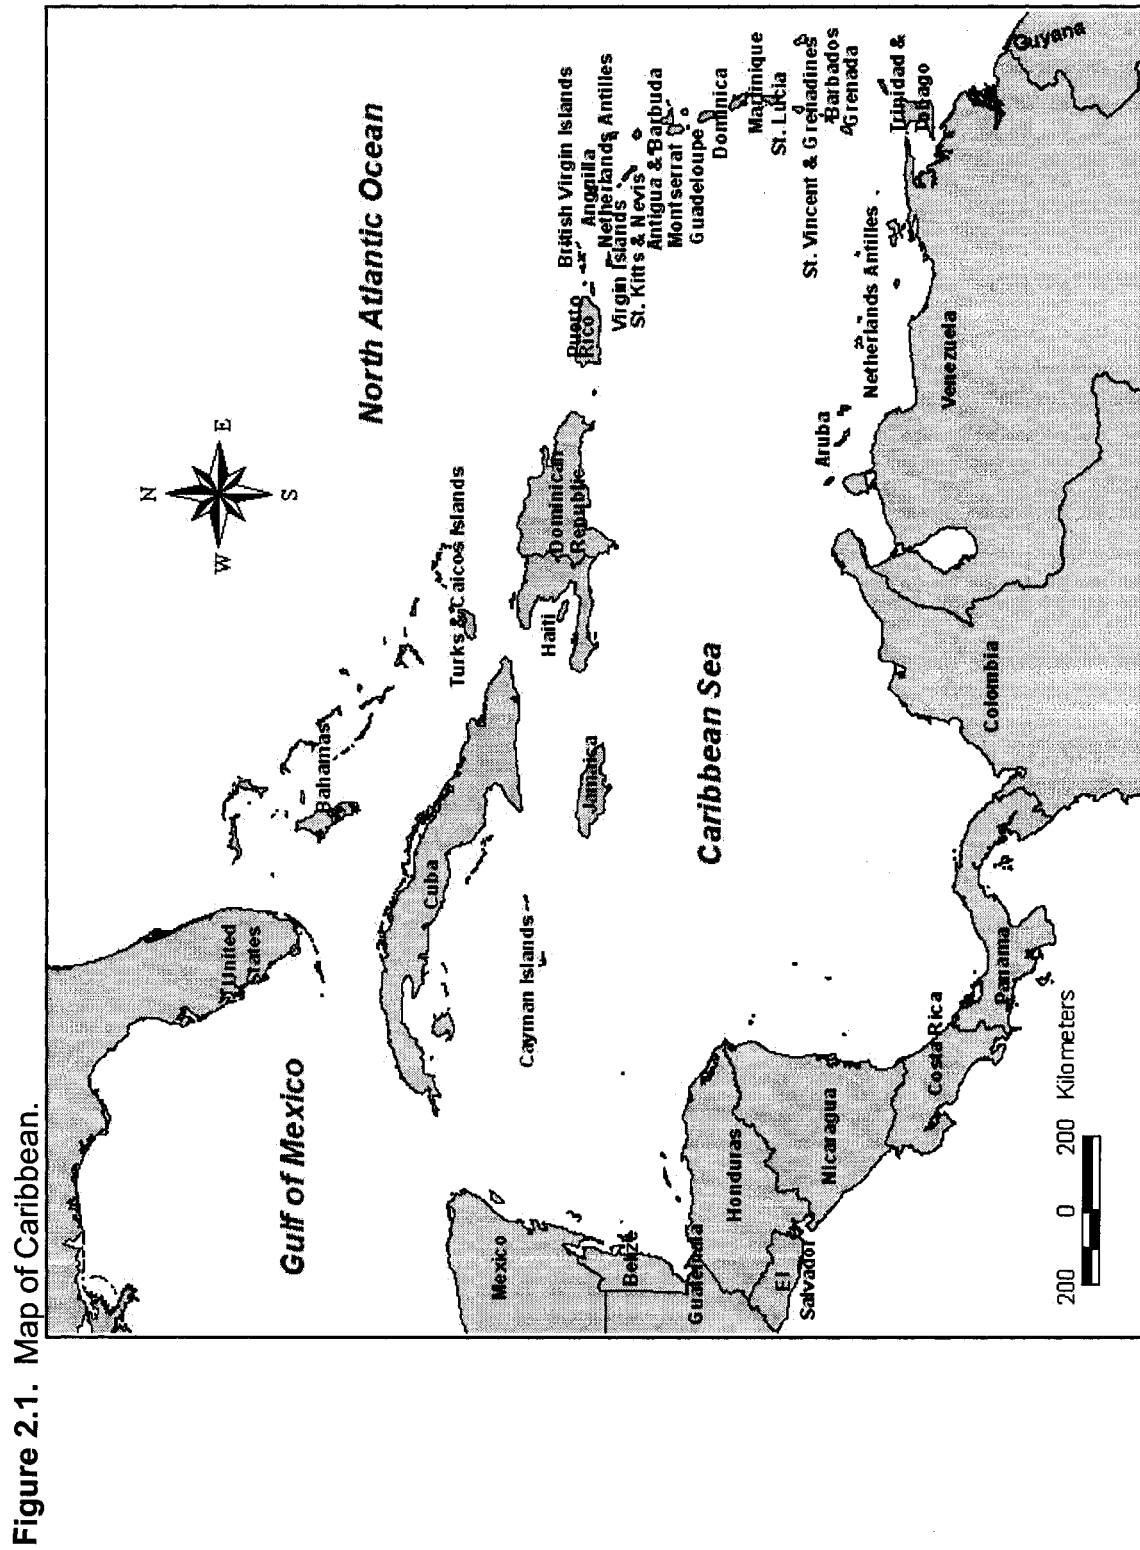 Figure 2.1. Map of Caribbean.
N
W
E
S
North Atlantic Ocean
Gulf of Mexico
Caribbean Sea
United
States
Bahamas
Turks & Caicos Islands
Cuba
Cayman Islands
Jamaica
Haiti
Dominican
Republic
Puerto
Rico
British Virgin Islands
Anguilla
Netherlands Antilles
Virgin Islands
St. Kitts & Nevis
Antigua & Barbuda
Montserrat
Guadeloupe
Dominica
Martinique
St. Lucia
St. Vincent & Grenadines
Barbados
Grenada
Trinidad &
Tobago
Guyana
Netherlands Antilles
Aruba
Venezuela
Colombia
Mexico
Belize
Guatemala
Honduras
El
Salvador
Nicaragua
Costa Rica
Panama
200 0 200 Kilometers